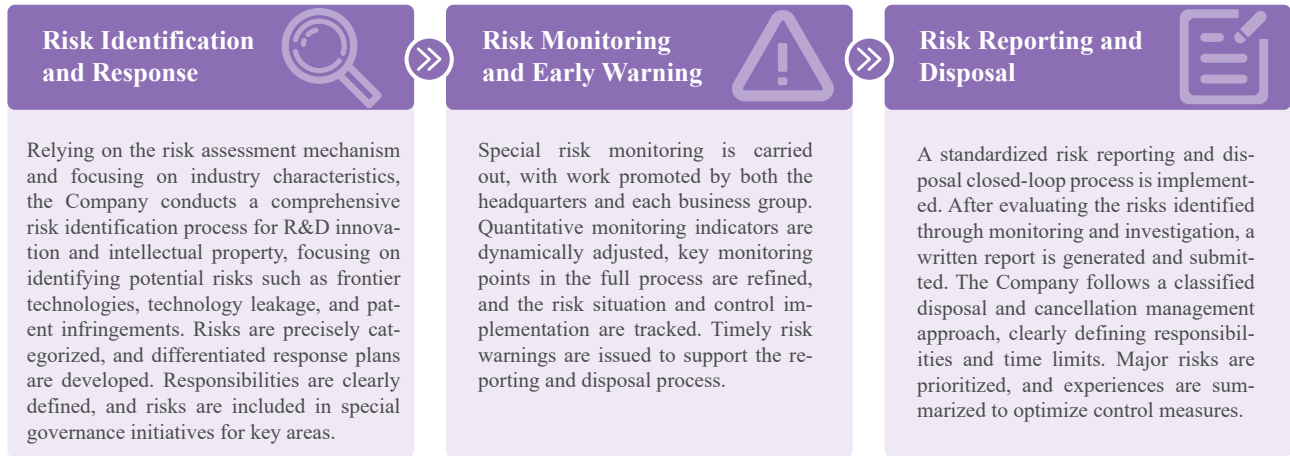 Risk Identification
and Response
Relying on the risk assessment mechanism
and focusing on industry characteristics,
the Company conducts a comprehensive
risk identification process for R&D innova-
tion and intellectual property, focusing on
identifying potential risks such as frontier
technologies, technology leakage, and pat-
ent infringements. Risks are precisely cat-
egorized, and differentiated response plans
are developed. Responsibilities are clearly
defined, and risks are included in special
governance initiatives for key areas.
Risk Monitoring
and Early Warning
Special risk monitoring is carried
out, with work promoted by both the
headquarters and each business group.
Quantitative monitoring indicators are
dynamically adjusted, key monitoring
points in the full process are refined,
and the risk situation and control im-
plementation are tracked. Timely risk
warnings are issued to support the re-
porting and disposal process.
Risk Reporting and
Disposal
A standardized risk reporting and dis-
posal closed-loop process is implement-
ed. After evaluating the risks identified
through monitoring and investigation, a
written report is generated and submit-
ted. The Company follows a classified
disposal and cancellation management
approach, clearly defining responsibil-
ities and time limits. Major risks are
prioritized, and experiences are sum-
marized to optimize control measures.